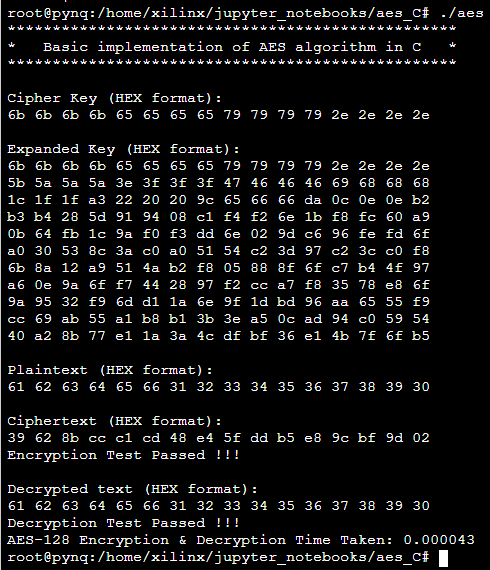 root@pynq:/home/xilinx/jupyter_notebooks/aes_C# ./aes
**************************************************
*   Basic implementation of AES algorithm in C   *
**************************************************
Cipher Key (HEX format):
6b 6b 6b 6b 65 65 65 65 79 79 79 79 2e 2e 2e 2e
Expanded Key (HEX format):
6b 6b 6b 6b 65 65 65 65 79 79 79 79 2e 2e 2e 2e
5b 5a 5a 5a 3e 3f 3f 3f 47 46 46 46 69 68 68 68
1c 1f 1f a3 22 20 20 9c 65 66 66 da 0c 0e 0e b2
b3 b4 28 5d 91 94 08 c1 f4 f2 6e 1b f8 fc 60 a9
0b 64 fb 1c 9a f0 f3 dd 6e 02 9d c6 96 fe fd 6f
a0 30 53 8c 3a c0 a0 51 54 c2 3d 97 c2 3c c0 f8
6b 8a 12 a9 51 4a b2 f8 05 88 8f 6f c7 b4 4f 97
a6 0e 9a 6f f7 44 28 97 f2 cc a7 f8 35 78 e8 6f
9a 95 32 f9 6d d1 1a 6e 9f 1d bd 96 aa 65 55 f9
cc 69 ab 55 a1 b8 b1 3b 3e a5 0c ad 94 c0 59 54
40 a2 8b 77 e1 1a 3a 4c df bf 36 e1 4b 7f 6f b5
Plaintext (HEX format):
61 62 63 64 65 66 31 32 33 34 35 36 37 38 39 30
Ciphertext (HEX format):
39 62 8b cc c1 cd 48 e4 5f dd b5 e8 9c bf 9d 02
Encryption Test Passed !!!
Decrypted text (HEX format):
61 62 63 64 65 66 31 32 33 34 35 36 37 38 39 30
Decryption Test Passed !!!
AES-128 Encryption & Decryption Time Taken: 0.000043
root@pynq:/home/xilinx/jupyter_notebooks/aes_C#